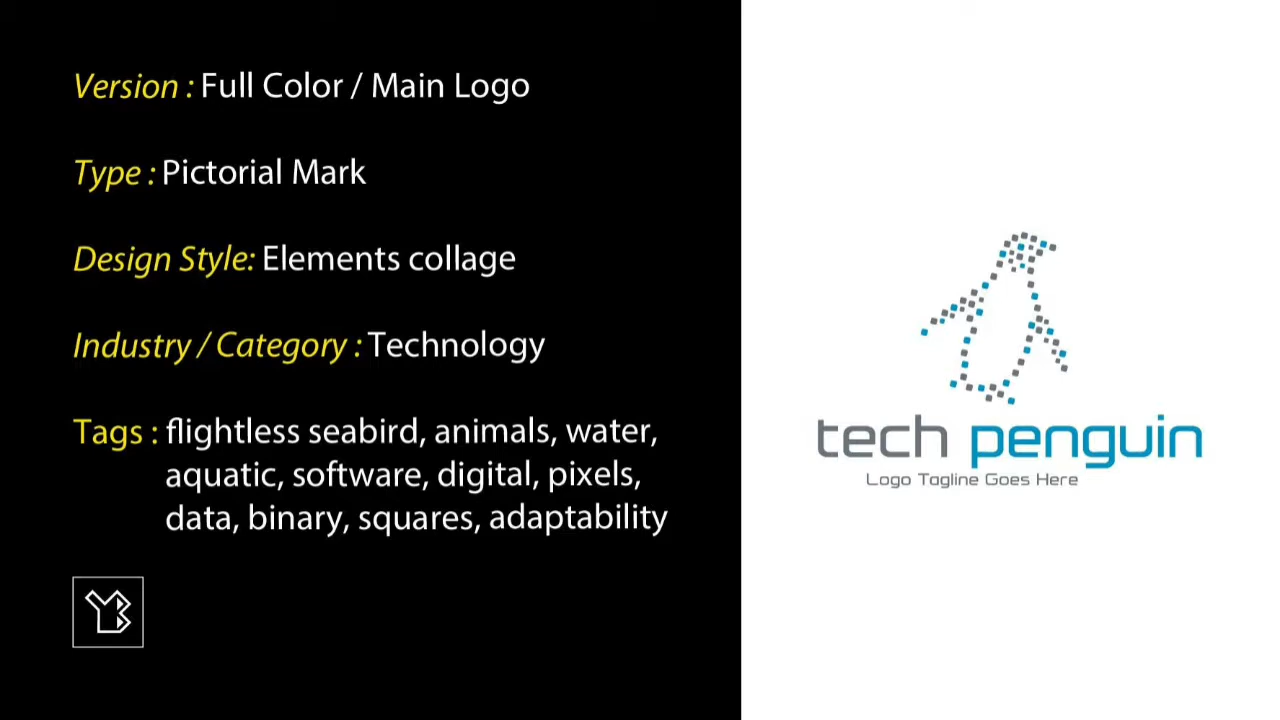 Version : Full Color / Main Logo
Type : Pictorial Mark
Design Style: Elements collage
Industry / Category : Technology
Tags : flightless seabird, animals, water,
aquatic, software, digital, pixels,
data, binary, squares, adaptability
tech penguin
Logo Tagline Goes Here